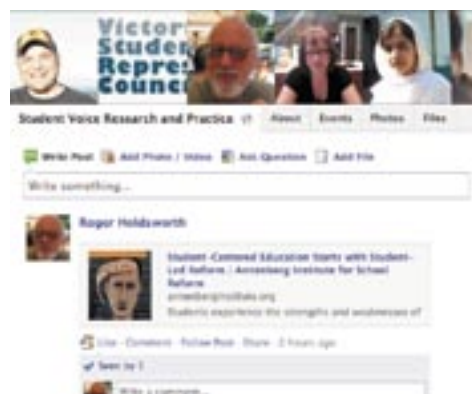 Victor
Studen
Repres
Counc
Student Voice Research and Practice About Events Photos Files
Write Post Add Photo / Video Ask Question Add File
Write something...
Roger Holdsworth
Student-Centered Education Starts with Student-
Led Reform | Annenberg Institute for School
Reform
annenberginstitute.org
Students experience the strengths and weaknesses of
Like · Comment · Follow Post · Share · 2 hours ago
Seen by 1
Write a comment...